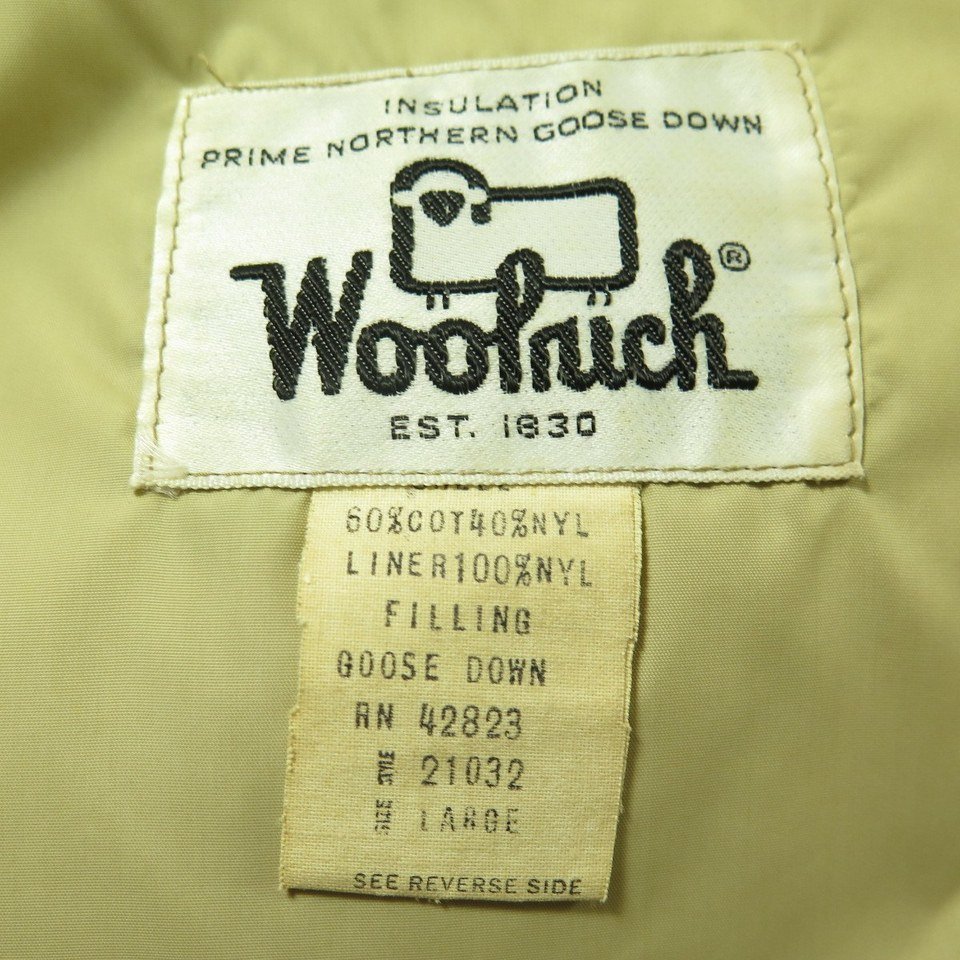 INSULATION
PRIME NORTHERN GOOSE DOWN
Woolrich®
EST. 1830
60%COT40%NYL
LINER100%NYL
FILLING
GOOSE DOWN
RN 42823
STYLE 21032
SIZE LARGE
SEE REVERSE SIDE